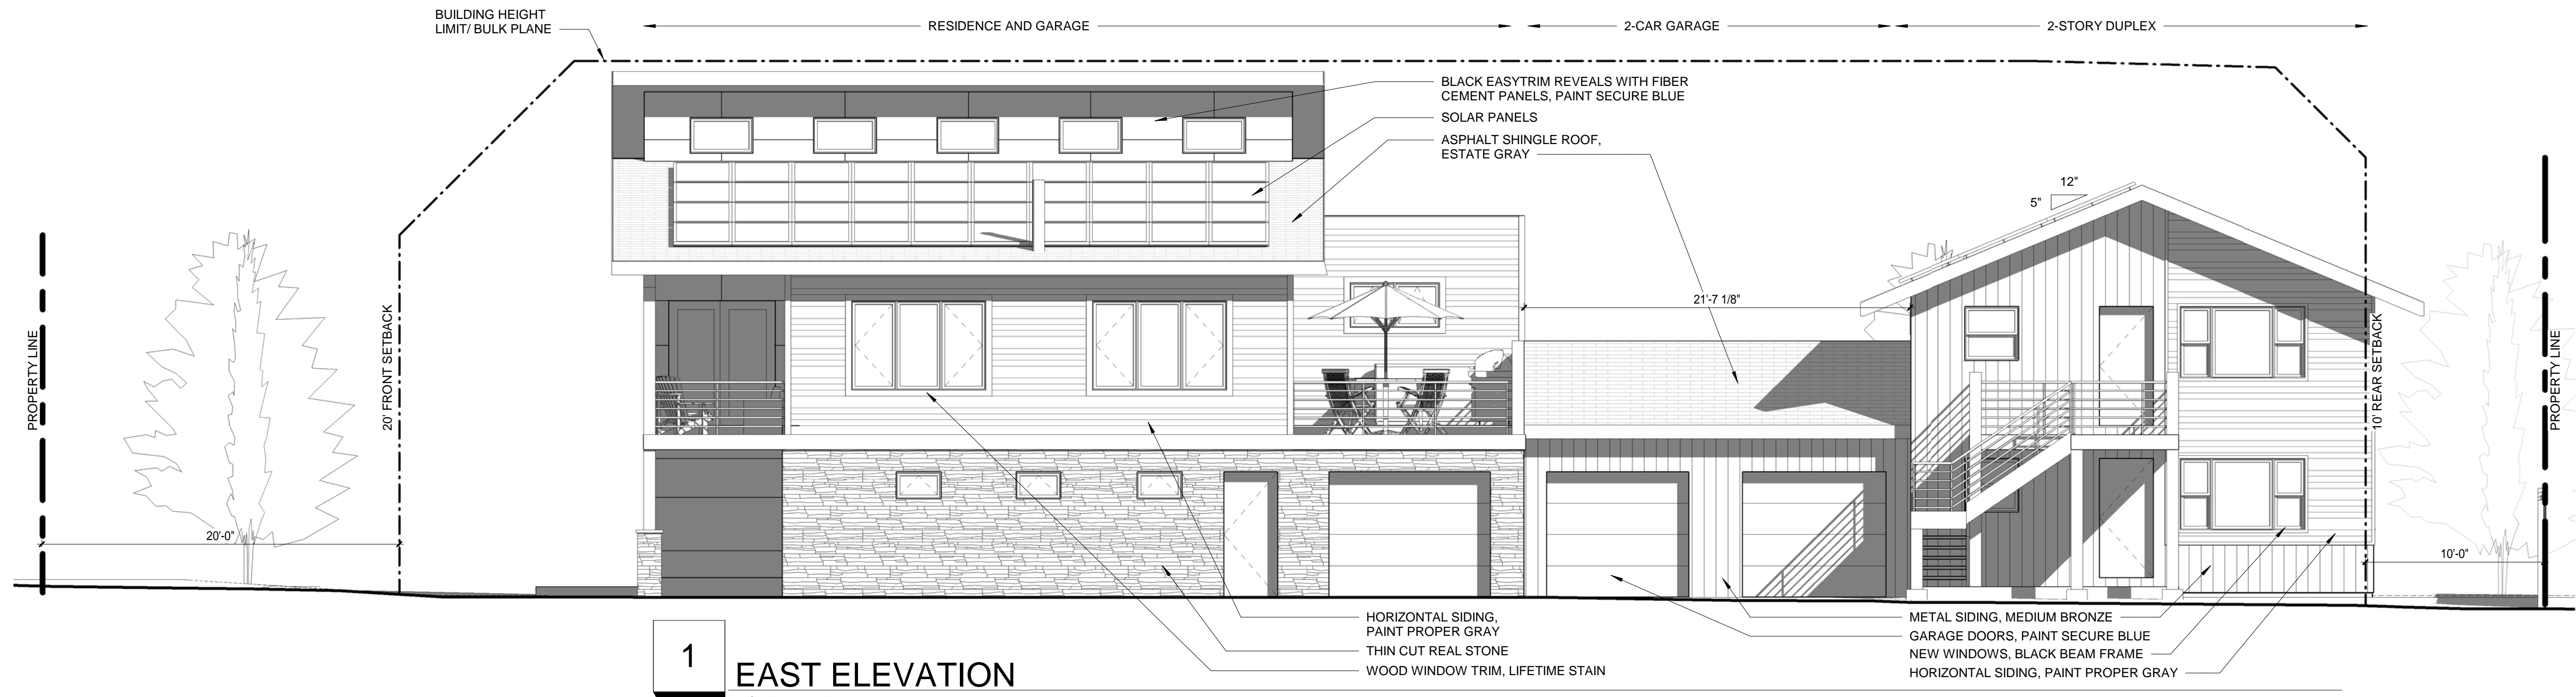 BUILDING HEIGHT
LIMIT/ BULK PLANE
RESIDENCE AND GARAGE
2-CAR GARAGE
2-STORY DUPLEX
BLACK EASYTRIM REVEALS WITH FIBER
CEMENT PANELS, PAINT SECURE BLUE
SOLAR PANELS
ASPHALT SHINGLE ROOF,
ESTATE GRAY
12"
5"
21'-7 1/8"
PROPERTY LINE
20' FRONT SETBACK
10' REAR SETBACK
PROPERTY LINE
20'-0"
10'-0"
HORIZONTAL SIDING,
PAINT PROPER GRAY
THIN CUT REAL STONE
WOOD WINDOW TRIM, LIFETIME STAIN
METAL SIDING, MEDIUM BRONZE
GARAGE DOORS, PAINT SECURE BLUE
NEW WINDOWS, BLACK BEAM FRAME
HORIZONTAL SIDING, PAINT PROPER GRAY
1
EAST ELEVATION